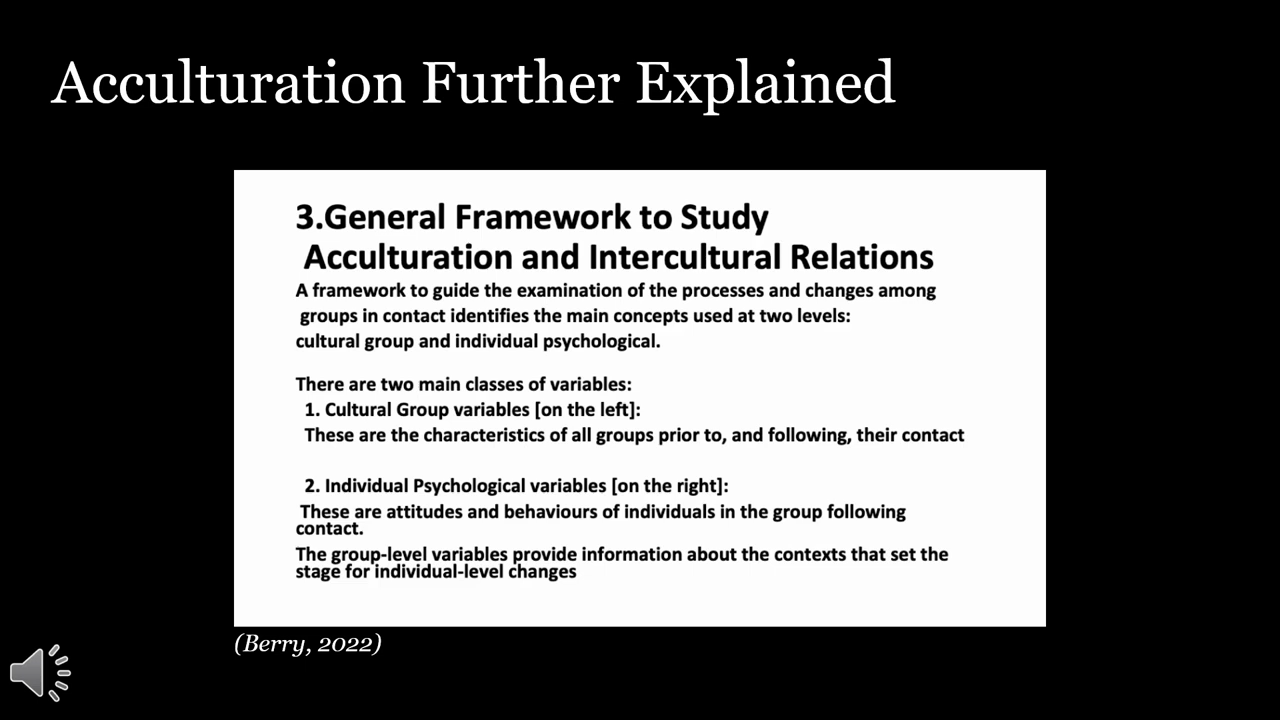 Acculturation Further Explained
3.General Framework to Study
Acculturation and Intercultural Relations
A framework to guide the examination of the processes and changes among
groups in contact identifies the main concepts used at two levels:
cultural group and individual psychological.
There are two main classes of variables:
1. Cultural Group variables [on the left]:
These are the characteristics of all groups prior to, and following, their contact
2. Individual Psychological variables [on the right]:
These are attitudes and behaviours of individuals in the group following
contact.
The group-level variables provide information about the contexts that set the
stage for individual-level changes
(Berry, 2022)